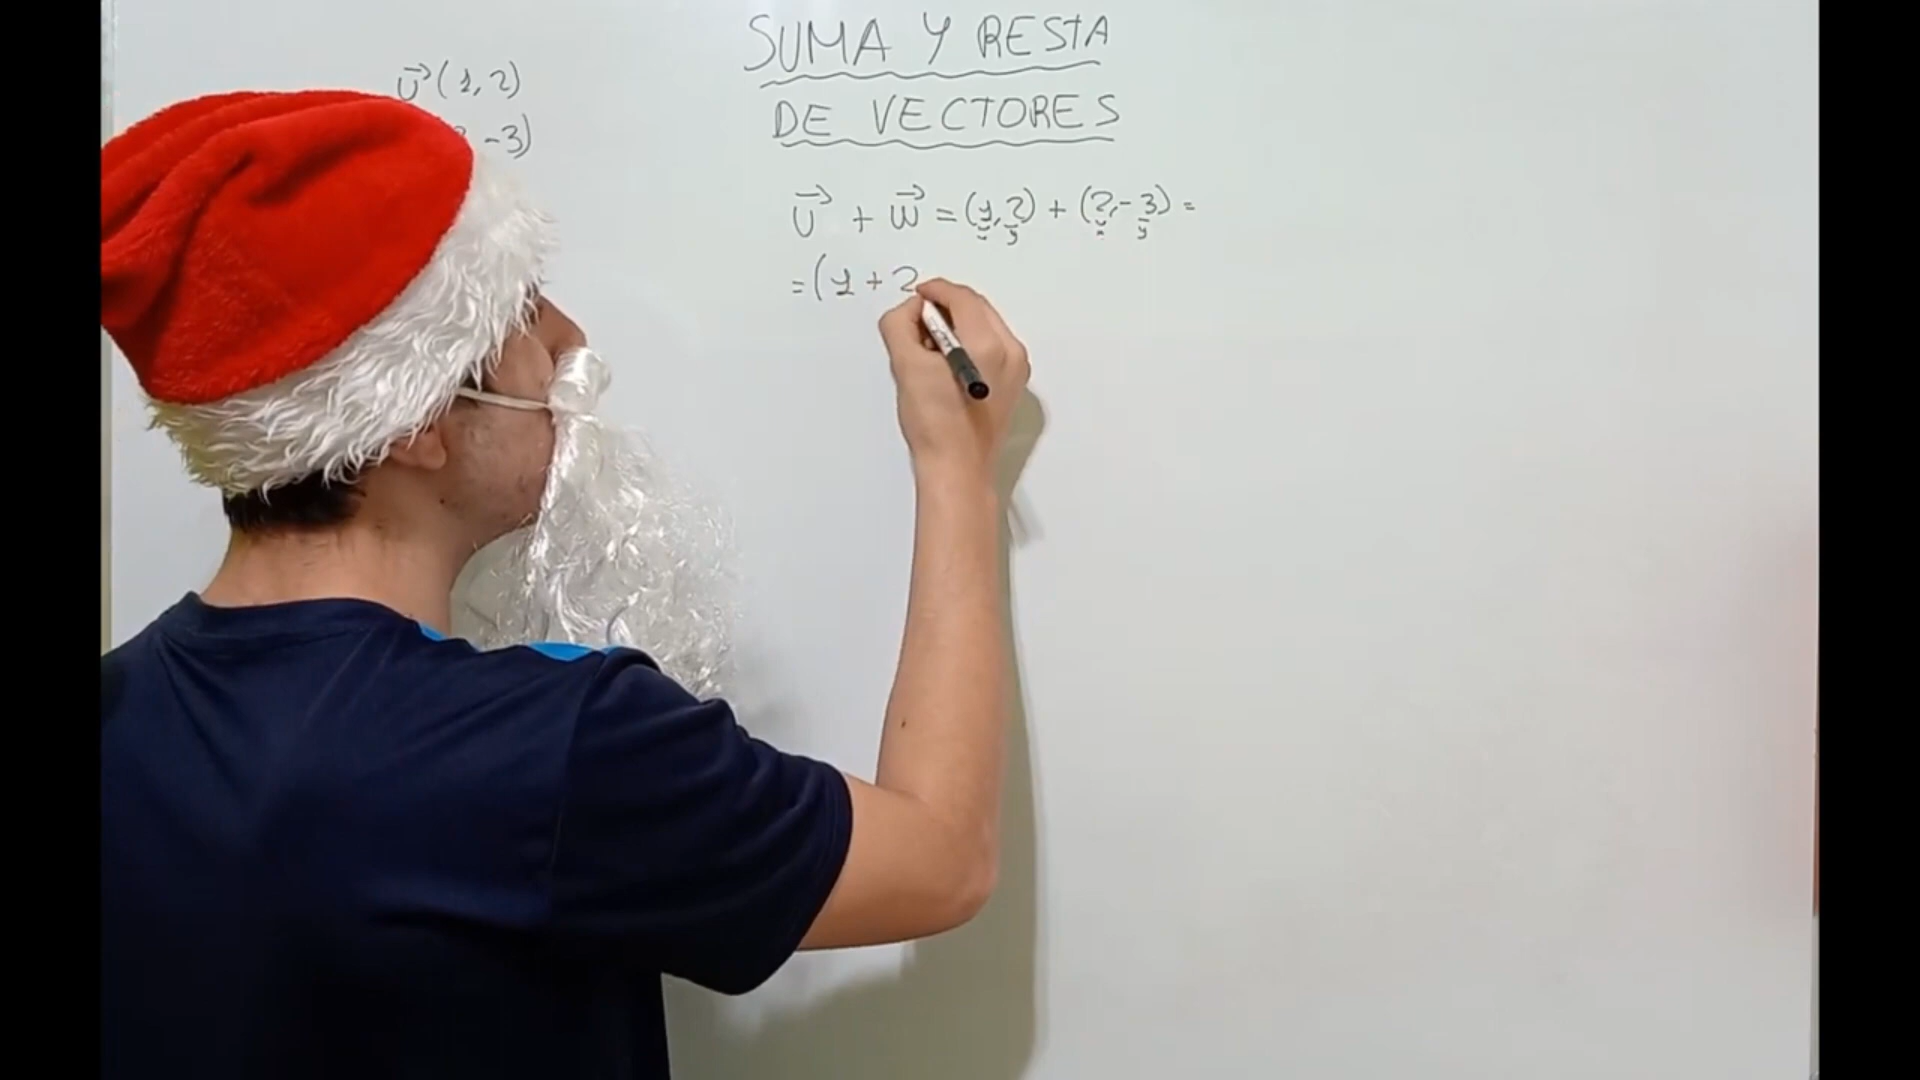 SUMA Y RESTA
DE VECTORES
u⃗ (1, 2)
-3)
u⃗ + w⃗ = (1, 2) + (2, -3) =
x y x y
= (1 + 2